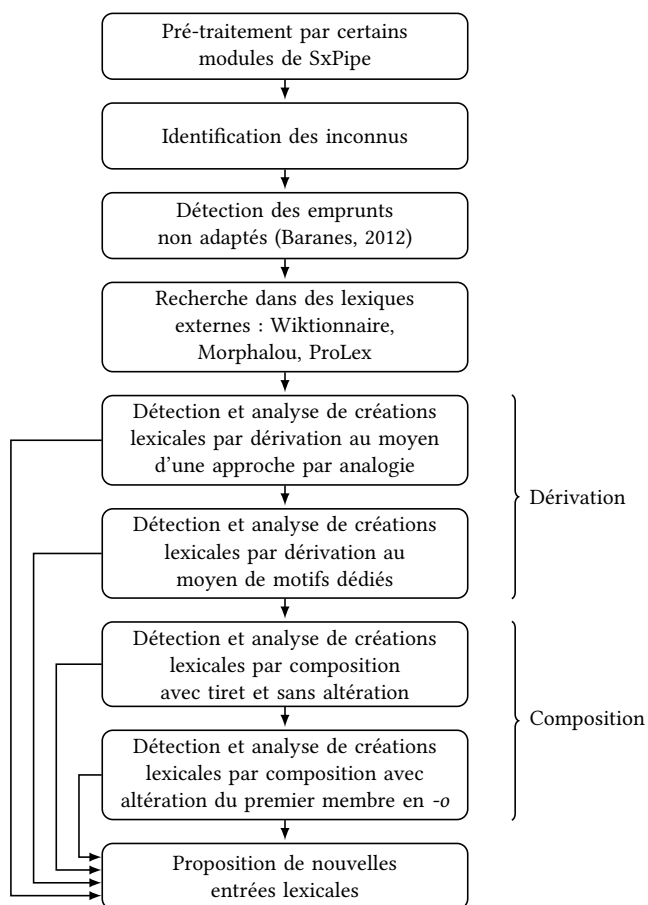 Pré-traitement par certains
modules de SxPipe
Identification des inconnus
Détection des emprunts
non adaptés (Baranes, 2012)
Recherche dans des lexiques
externes : Wiktionnaire,
Morphalou, ProLex
Détection et analyse de créations
lexicales par dérivation au moyen
d'une approche par analogie
Dérivation
Détection et analyse de créations
lexicales par dérivation au
moyen de motifs dédiés
Détection et analyse de créations
lexicales par composition
avec tiret et sans altération
Composition
Détection et analyse de créations
lexicales par composition avec
altération du premier membre en -o
Proposition de nouvelles
entrées lexicales